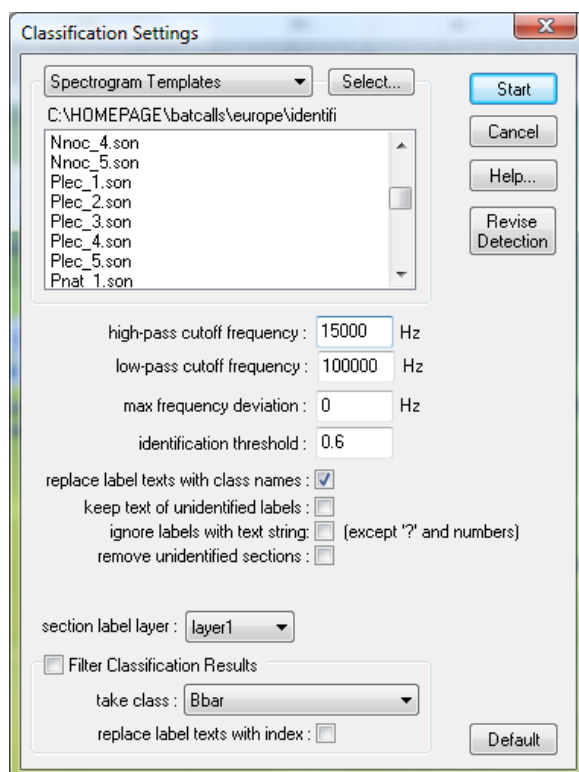 Classification Settings
Spectrogram Templates
Select...
Start
C:\HOMEPAGE\batcalls\europe\identifi
Cancel
Nnoc_4.son
Nnoc_5.son
Plec_1.son
Help...
Plec_2.son
Plec_3.son
Plec_4.son
Revise
Detection
Plec_5.son
Pnat_1.son
high-pass cutoff frequency : 15000 Hz
low-pass cutoff frequency : 100000 Hz
max frequency deviation : 0 Hz
identification threshold : 0.6
replace label texts with class names :
keep text of unidentified labels :
ignore labels with text string: (except '?' and numbers)
remove unidentified sections :
section label layer : layer1
Filter Classification Results
take class : Bbar
replace label texts with index :
Default